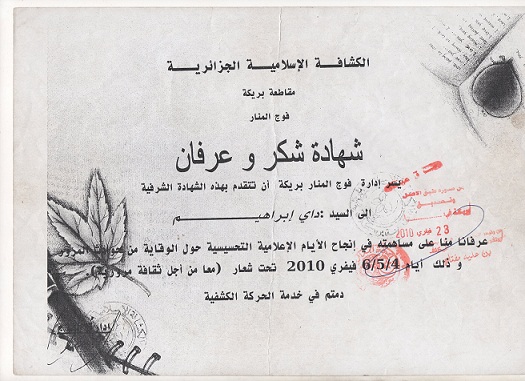 الكشافة الإسلامية الجزائرية
مقاطعة بريكة
فوج المنار
شهادة شكر و عرفان
يسر إدارة فوج المنار بريكة أن تتقدم بهذه الشهادة الشرفية
الى السيد :داي إبراهيم
عرفانا منا على مساهمته في إنجاح الأيام الإعلامية التحسيسية حول الوقاية من حوادث المرور
و ذلك أيام 6/5/4 فيفري 2010 تحت شعار (معا من أجل ثقافة مرورية).
دمتم في خدمة الحركة الكشفية
23 فيفري 2010